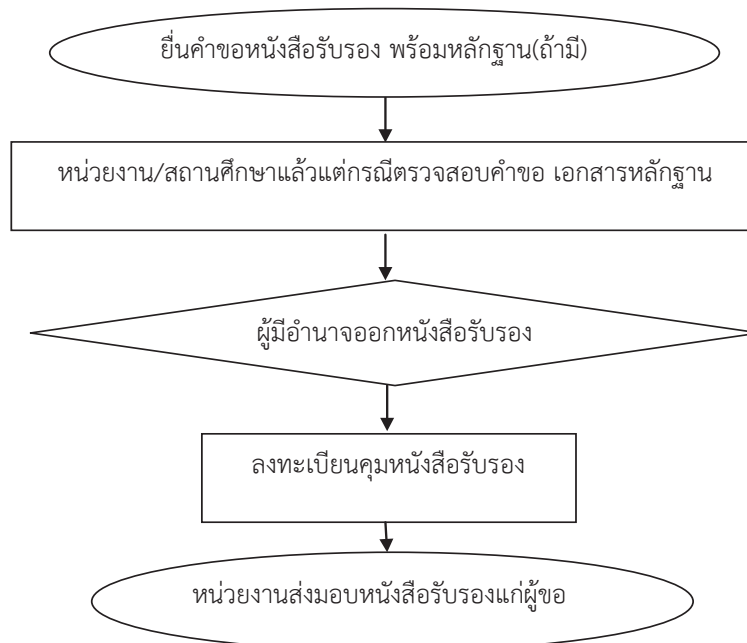 ยื่นคำขอหนังสือรับรอง พร้อมหลักฐาน(ถ้ามี)
หน่วยงาน/สถานศึกษาแล้วแต่กรณีตรวจสอบคำขอ เอกสารหลักฐาน
ผู้มีอำนาจออกหนังสือรับรอง
ลงทะเบียนคุมหนังสือรับรอง
หน่วยงานส่งมอบหนังสือรับรองแก่ผู้ขอ